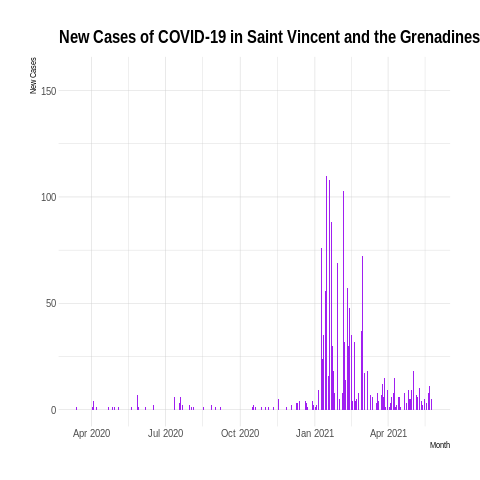 New Cases of COVID-19 in Saint Vincent and the Grenadines
New Cases
150
100
50
0
Apr 2020 Jul 2020 Oct 2020 Jan 2021 Apr 2021
Month